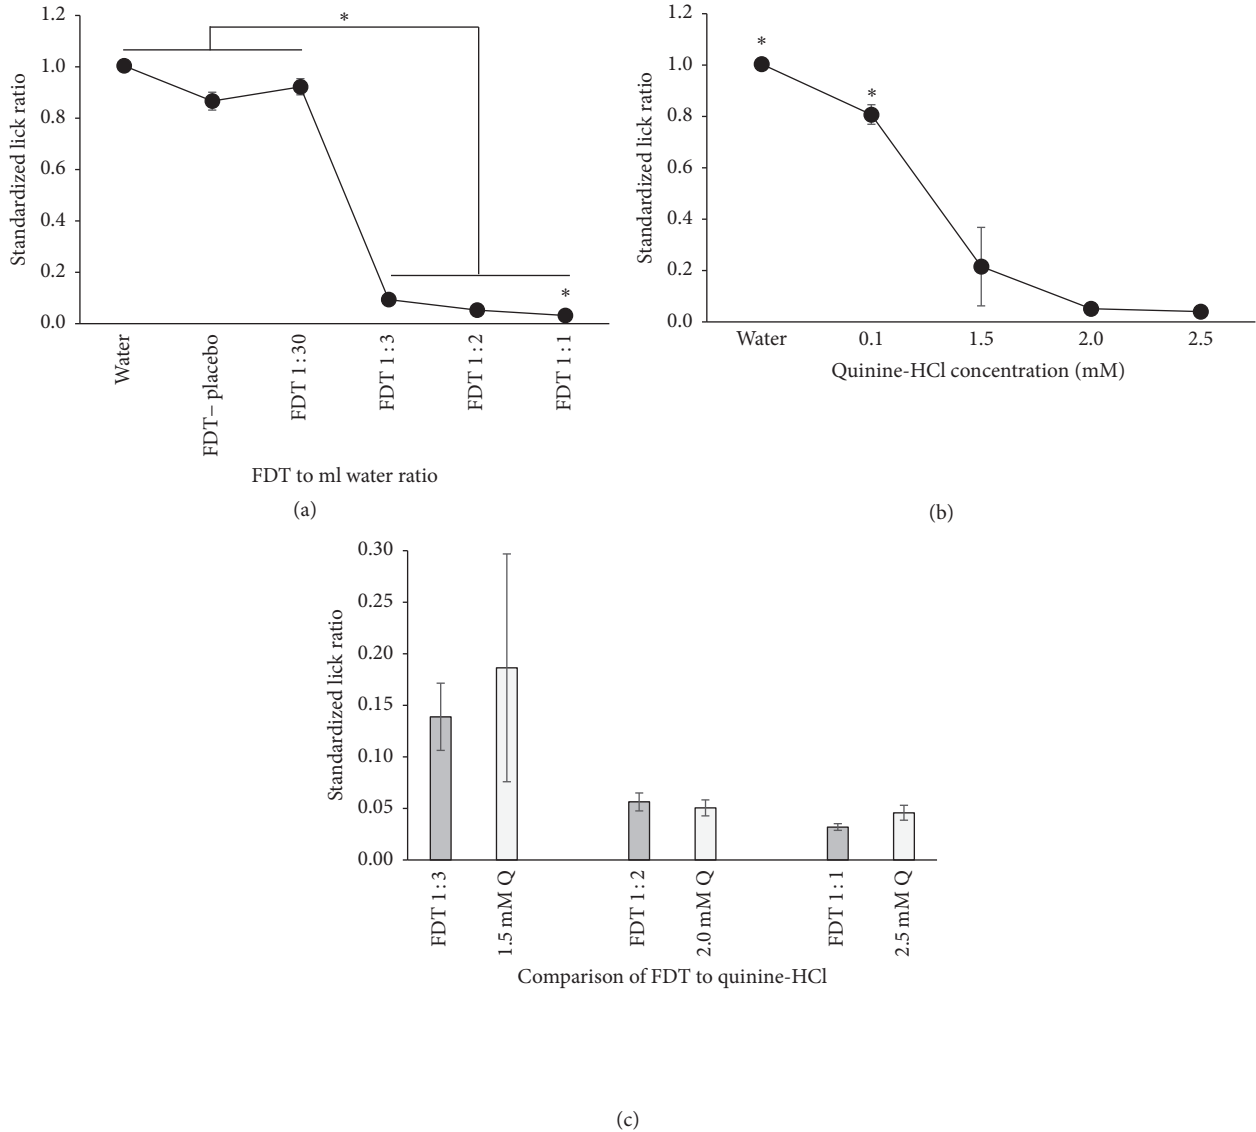 1.2
1.0
0.8
0.6
0.4
0.2
0.0
Standardized lick ratio
*
*
Water
FDT− placebo
FDT 1 : 30
FDT 1 : 3
FDT 1 : 2
FDT 1 : 1
FDT to ml water ratio
(a)
1.2
1.0
0.8
0.6
0.4
0.2
0.0
Standardized lick ratio
*
*
Water 0.1 1.5 2.0 2.5
Quinine-HCl concentration (mM)
(b)
0.30
0.25
0.20
0.15
0.10
0.05
0.00
Standardized lick ratio
FDT 1 : 3
1.5 mM Q
FDT 1 : 2
2.0 mM Q
FDT 1 : 1
2.5 mM Q
Comparison of FDT to quinine-HCl
(c)